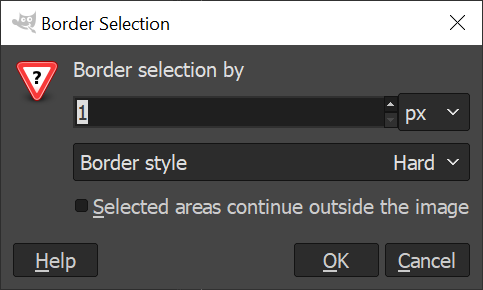 Border Selection
Border selection by
?
1 px
Border style Hard
Selected areas continue outside the image
Help OK Cancel